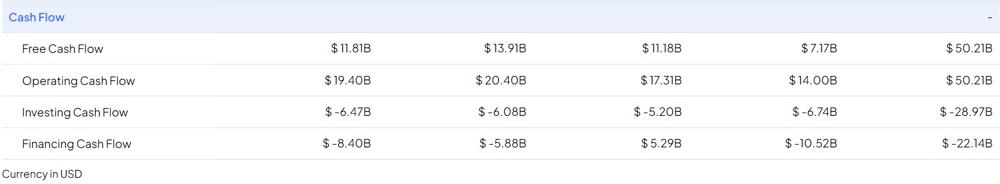 Cash Flow -
Free Cash Flow $ 11.81B $ 13.91B $ 11.18B $ 7.17B $ 50.21B
Operating Cash Flow $ 19.40B $ 20.40B $ 17.31B $ 14.00B $ 50.21B
Investing Cash Flow $ -6.47B $ -6.08B $ -5.20B $ -6.74B $ -28.97B
Financing Cash Flow $ -8.40B $ -5.88B $ 5.29B $ -10.52B $ -22.14B
Currency in USD